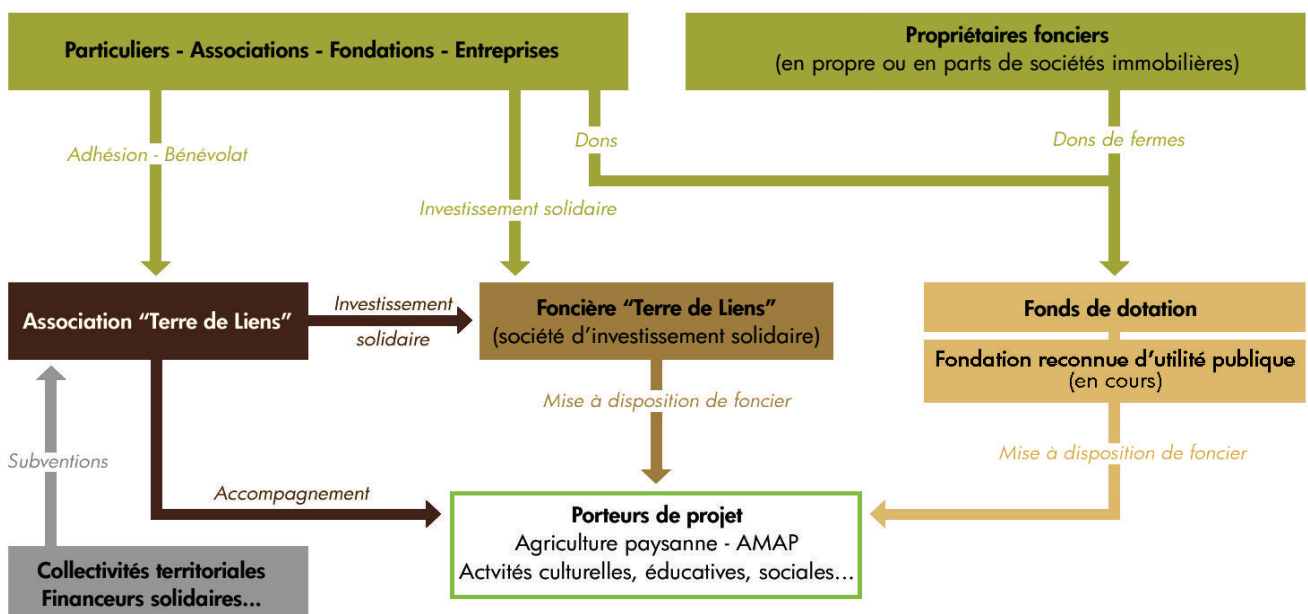 Particuliers - Associations - Fondations - Entreprises
Propriétaires fonciers
(en propre ou en parts de sociétés immobilières)
Adhésion - Bénévolat
Dons
Dons de fermes
Investissement solidaire
Association “Terre de Liens”
Investissement
solidaire
Foncière “Terre de Liens”
(société d’investissement solidaire)
Fonds de dotation
Fondation reconnue d’utilité publique
(en cours)
Mise à disposition de foncier
Mise à disposition de foncier
Subventions
Accompagnement
Porteurs de projet
Agriculture paysanne - AMAP
Actvités culturelles, éducatives, sociales...
Collectivités territoriales
Financeurs solidaires...